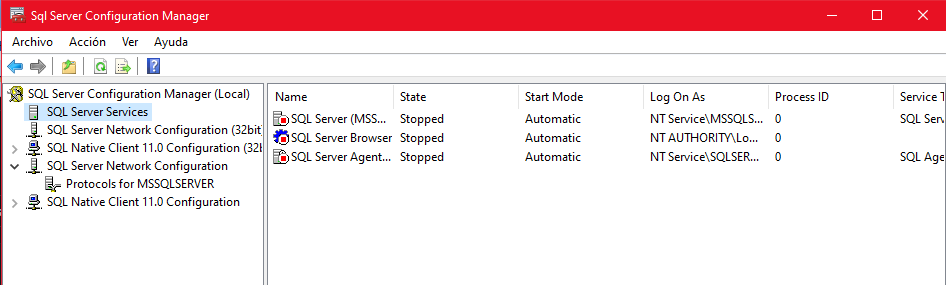 Sql Server Configuration Manager
Archivo Acción Ver Ayuda
SQL Server Configuration Manager (Local)
SQL Server Services
SQL Server Network Configuration (32bit
SQL Native Client 11.0 Configuration (32b
SQL Server Network Configuration
Protocols for MSSQLSERVER
SQL Native Client 11.0 Configuration
Name State Start Mode Log On As Process ID Service T
SQL Server (MSS... Stopped Automatic NT Service\MSSQLS... 0 SQL Serv
SQL Server Browser Stopped Automatic NT AUTHORITY\Lo... 0
SQL Server Agent... Stopped Automatic NT Service\SQLSER... 0 SQL Age